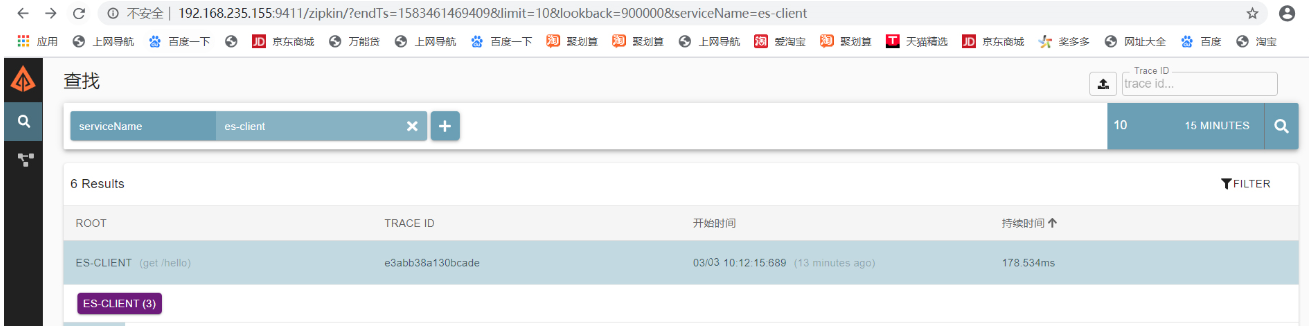 不安全 | 192.168.235.155:9411/zipkin/?endTs=1583461469409&limit=10&lookback=900000&serviceName=es-client
应用 上网导航 百度一下 京东商城 万能贷 上网导航 百度一下 聚划算 聚划算 上网导航 爱淘宝 聚划算 天猫精选 京东商城 桨多多 网址大全 百度 淘宝
查找
Trace ID
trace id...
serviceName es-client 10 15 MINUTES
6 Results FILTER
ROOT TRACE ID 开始时间 持续时间
ES-CLIENT (get /hello) e3abb38a130bcade 03/03 10:12:15:689 (13 minutes ago) 178.534ms
ES-CLIENT (3)